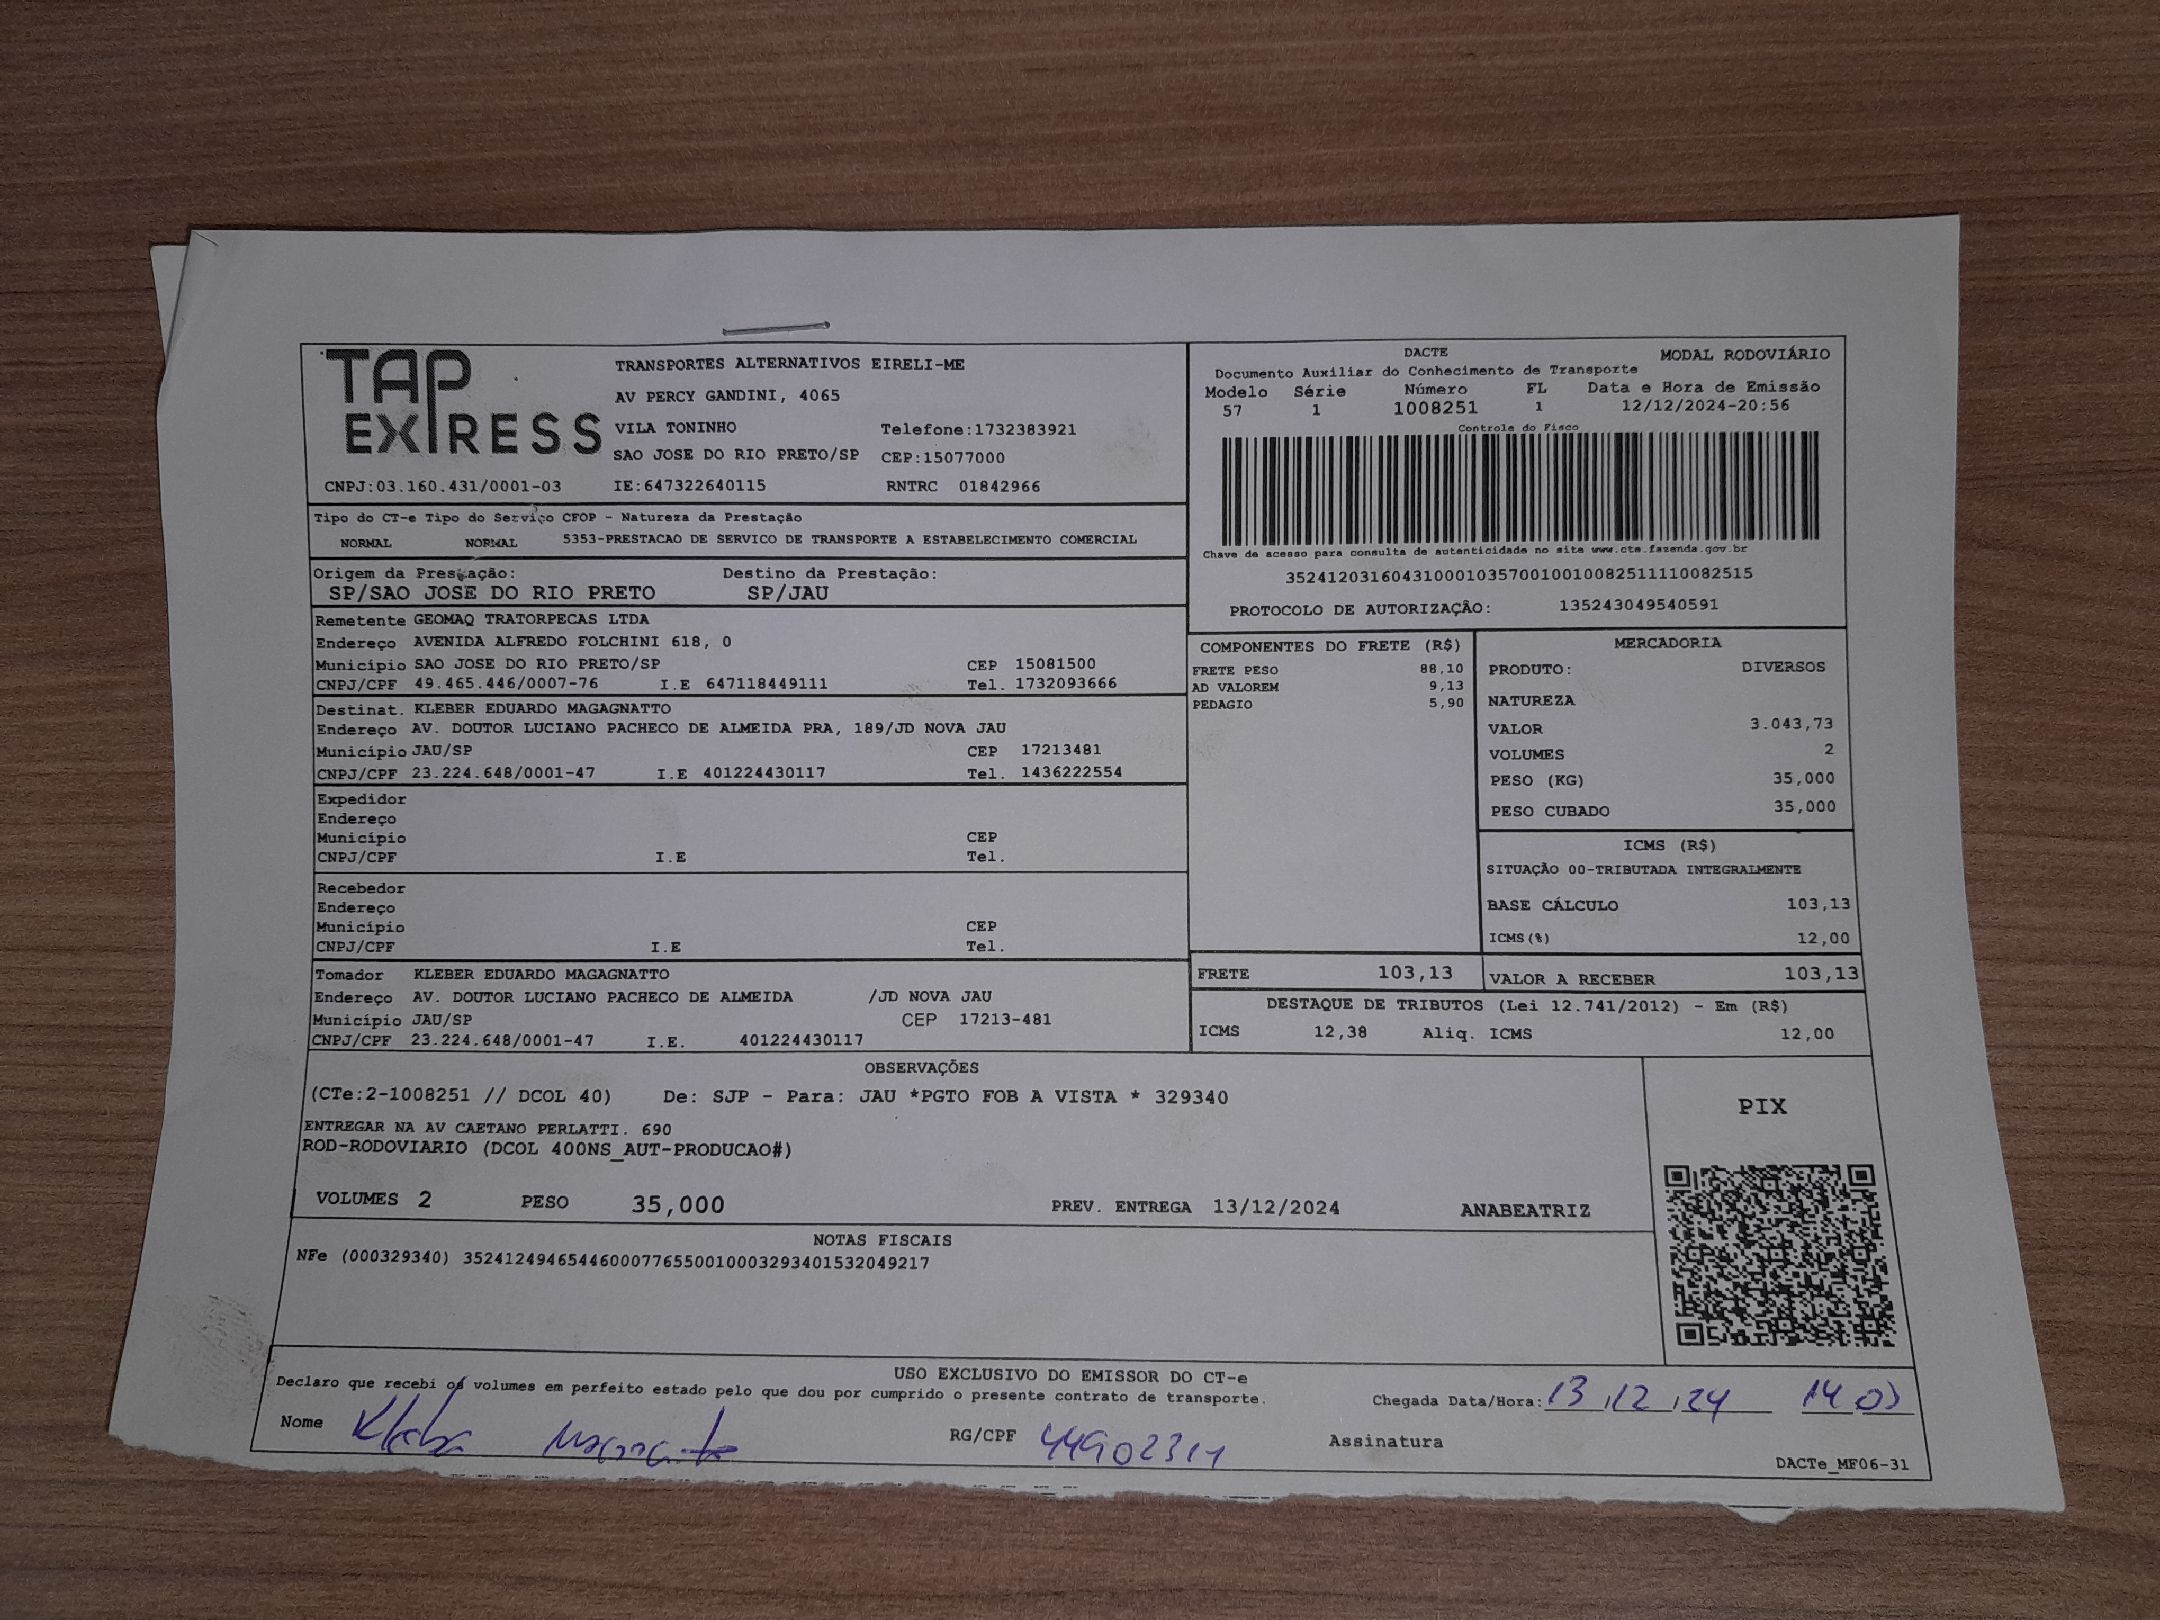 TAP EXPRESS
TRANSPORTES ALTERNATIVOS EIRELI-ME
AV PERCY GANDINI, 4065
VILA TONINHO Telefone:1732383921
SAO JOSE DO RIO PRETO/SP CEP:15077000
CNPJ:03.160.431/0001-03 IE:647322640115 RNTRC 01842966
DACTE MODAL RODOVIÁRIO
Documento Auxiliar do Conhecimento de Transporte
Modelo Série Número FL Data e Hora de Emissão
57 1 1008251 1 12/12/2024-20:56
Controle do Fisco
Chave de acesso para consulta de autenticidade no site www.cte.fazenda.gov.br
35241203160431000103570010010082511110082515
PROTOCOLO DE AUTORIZAÇÃO: 135243049540591
Tipo do CT-e Tipo do Serviço CFOP - Natureza da Prestação
NORMAL NORMAL 5353-PRESTACAO DE SERVICO DE TRANSPORTE A ESTABELECIMENTO COMERCIAL
Origem da Prestação: Destino da Prestação:
SP/SAO JOSE DO RIO PRETO SP/JAU
Remetente GEOMAQ TRATORPECAS LTDA
Endereço AVENIDA ALFREDO FOLCHINI 618, 0
Município SAO JOSE DO RIO PRETO/SP CEP 15081500
CNPJ/CPF 49.465.446/0007-76 I.E 647118449111 Tel. 1732093666
Destinat. KLEBER EDUARDO MAGAGNATTO
Endereço AV. DOUTOR LUCIANO PACHECO DE ALMEIDA PRA, 189/JD NOVA JAU
Município JAU/SP CEP 17213481
CNPJ/CPF 23.224.648/0001-47 I.E 401224430117 Tel. 1436222554
Expedidor
Endereço
Município CEP
CNPJ/CPF I.E Tel.
Recebedor
Endereço
Município CEP
CNPJ/CPF I.E Tel.
Tomador KLEBER EDUARDO MAGAGNATTO
Endereço AV. DOUTOR LUCIANO PACHECO DE ALMEIDA /JD NOVA JAU
Município JAU/SP CEP 17213-481
CNPJ/CPF 23.224.648/0001-47 I.E. 401224430117
COMPONENTES DO FRETE (R$)
FRETE PESO 88,10
AD VALOREM 9,13
PEDAGIO 5,90
MERCADORIA
PRODUTO: DIVERSOS
NATUREZA
VALOR 3.043,73
VOLUMES 2
PESO (KG) 35,000
PESO CUBADO 35,000
ICMS (R$)
SITUAÇÃO 00-TRIBUTADA INTEGRALMENTE
BASE CÁLCULO 103,13
ICMS(%) 12,00
FRETE 103,13 VALOR A RECEBER 103,13
DESTAQUE DE TRIBUTOS (Lei 12.741/2012) - Em (R$)
ICMS 12,38 Aliq. ICMS 12,00
OBSERVAÇÕES
(CTe:2-1008251 // DCOL 40) De: SJP - Para: JAU *PGTO FOB A VISTA * 329340
ENTREGAR NA AV CAETANO PERLATTI. 690
ROD-RODOVIARIO (DCOL 400NS_AUT-PRODUCAO#)
VOLUMES 2 PESO 35,000 PREV. ENTREGA 13/12/2024 ANABEATRIZ
PIX
NOTAS FISCAIS
NFe (000329340) 35241249465446000776550010003293401532049217
USO EXCLUSIVO DO EMISSOR DO CT-e
Declaro que recebi os volumes em perfeito estado pelo que dou por cumprido o presente contrato de transporte.
Chegada Data/Hora: 13 12 24
Nome RG/CPF Assinatura
DACTe_MF06-31